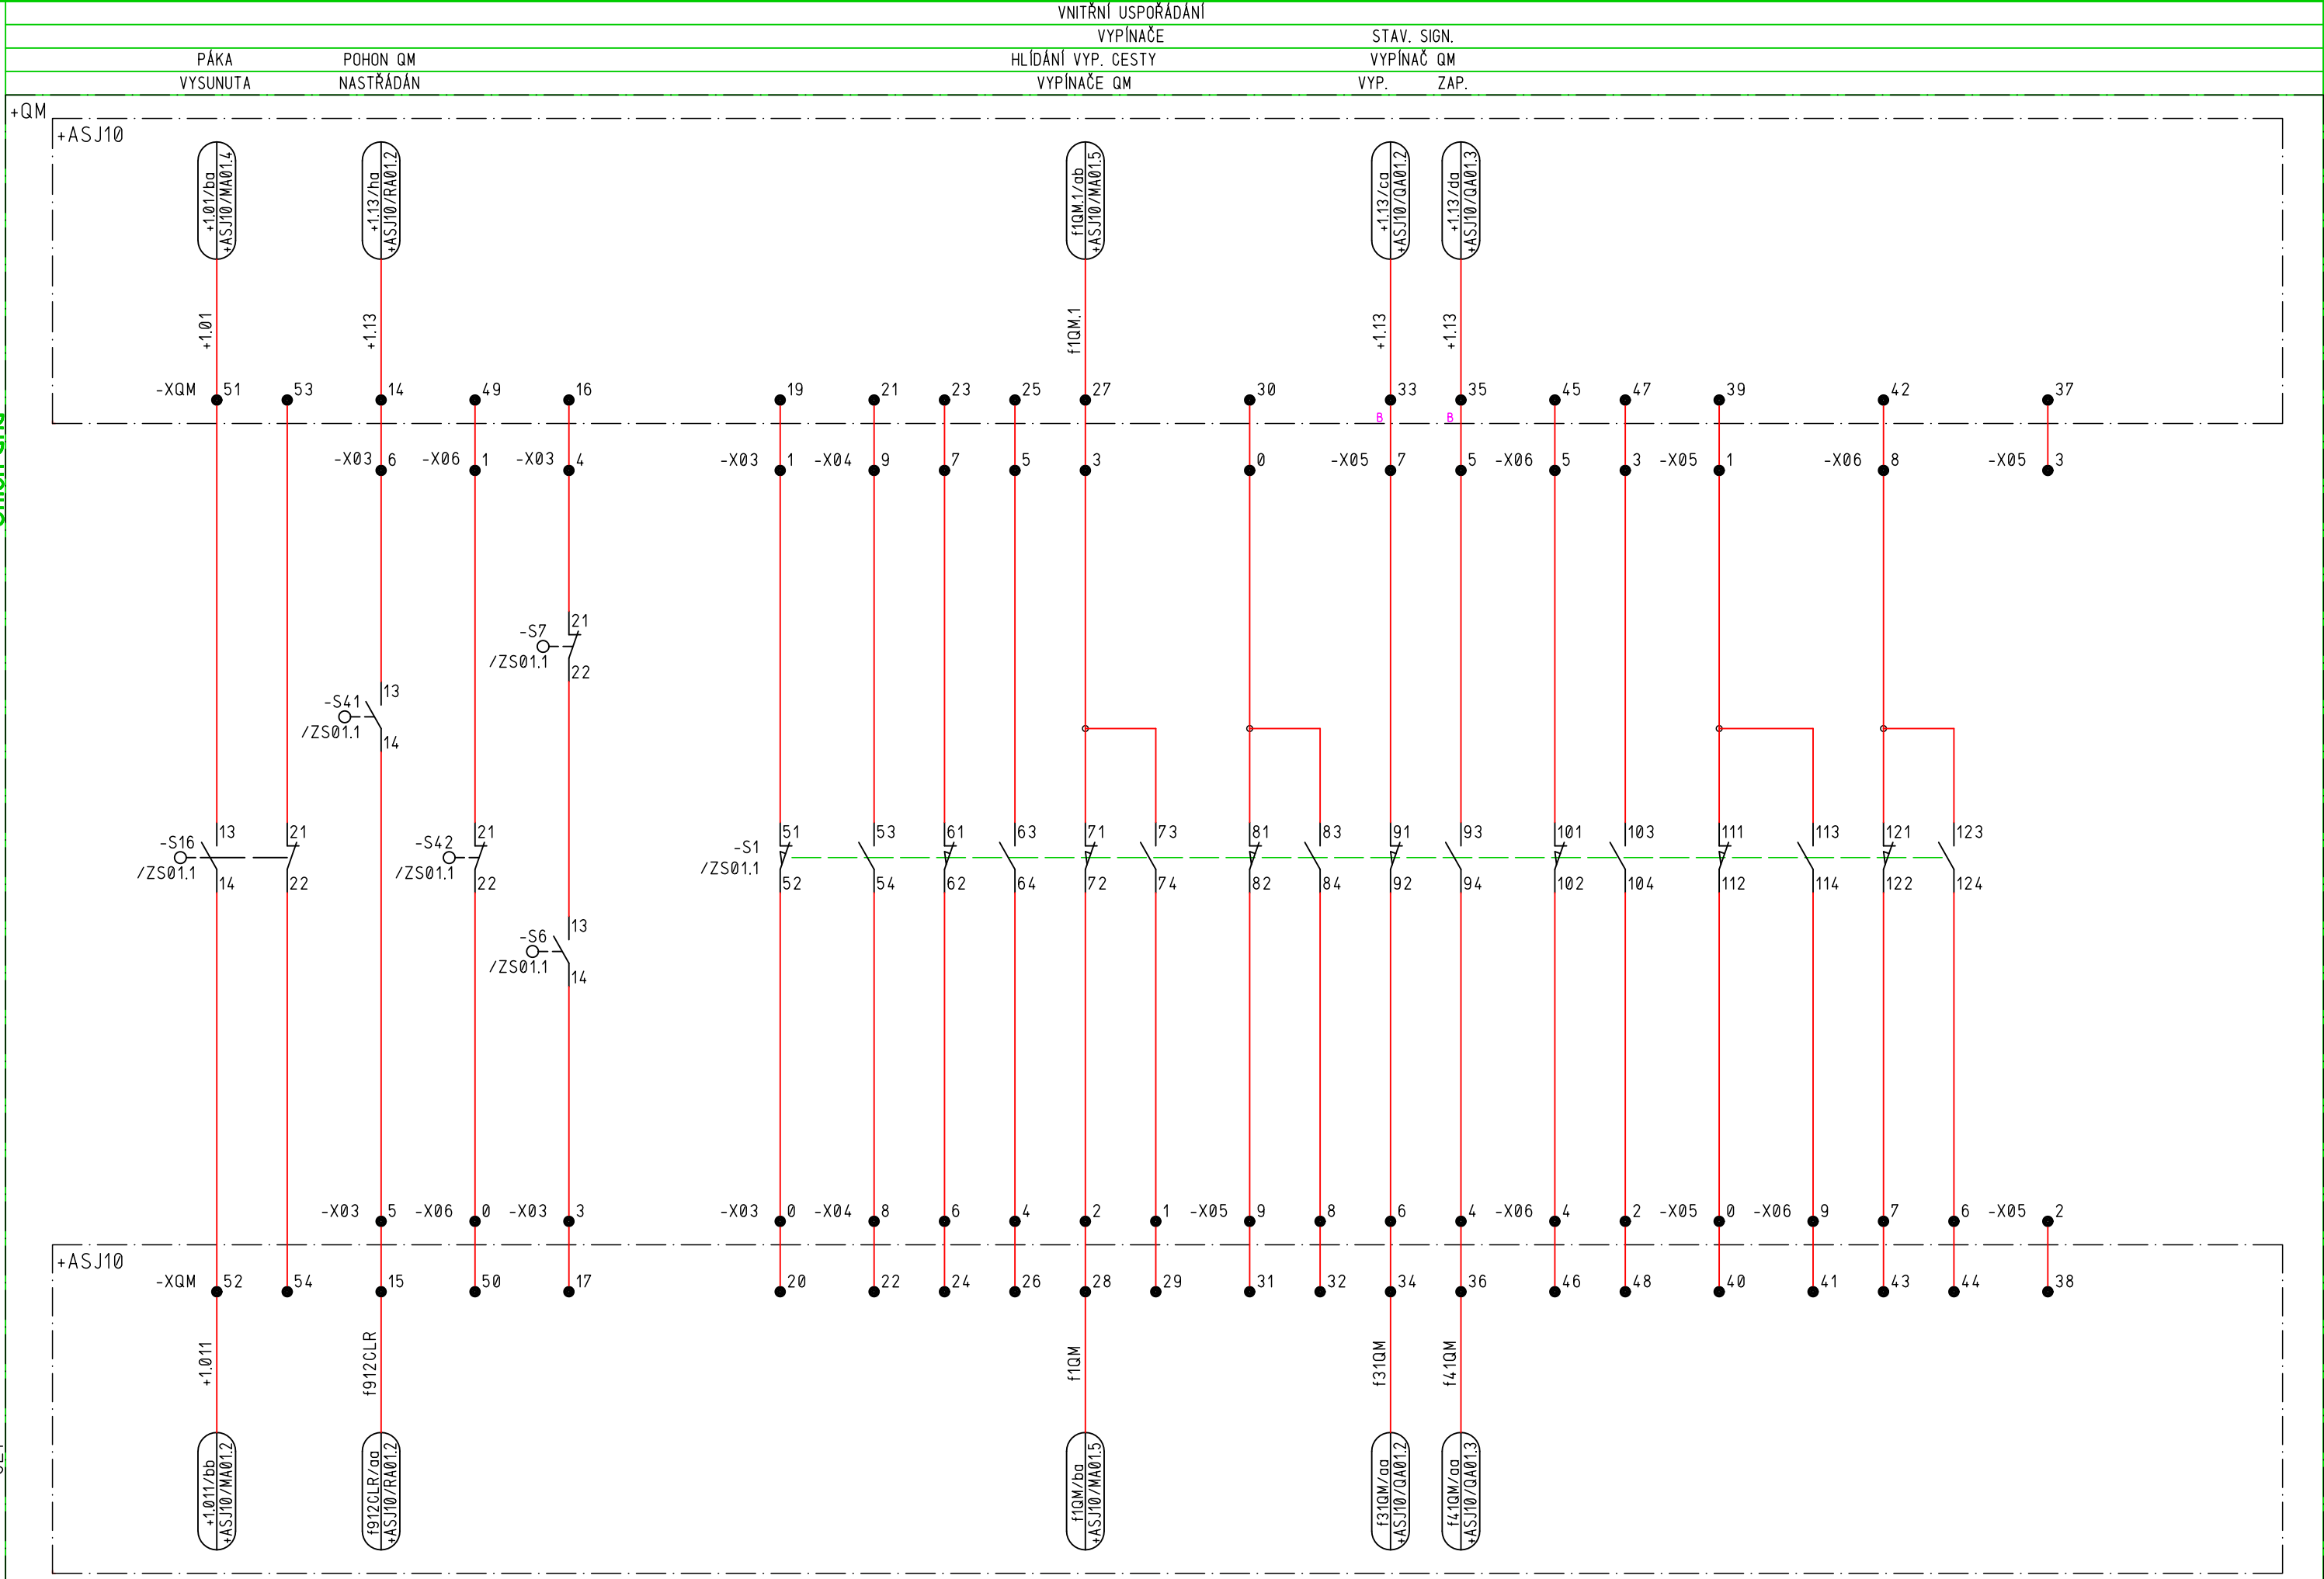 VNITŘNÍ USPOŘÁDÁNÍ
VYPÍNAČE STAV. SIGN.
PÁKA POHON QM HLÍDÁNÍ VYP. CESTY VYPÍNAČ QM
VYSUNUTA NASTŘÁDÁN VYPÍNAČE QM VYP. ZAP.
+QM
+ASJ10
+1.01/ba
+ASJ10/MA01.4
+1.13/ha
+ASJ10/RA01.2
f1QM.1/ab
+ASJ10/MA01.5
+1.13/ca
+ASJ10/QA01.2
+1.13/da
+ASJ10/QA01.3
+1.01 +1.13 f1QM.1 +1.13 +1.13
-XQM 51 53 14 49 16 19 21 23 25 27 30 33 35 45 47 39 42 37
B B
-X03 6 -X06 1 -X03 4 -X03 1 -X04 9 7 5 3 0 -X05 7 5 -X06 5 3 -X05 1 -X06 8 -X05 3
-S7 21
/ZS01.1 22
-S41 13
/ZS01.1 14
13 21 21 51 53 61 63 71 73 81 83 91 93 101 103 111 113 121 123
-S16 -S42 -S1
/ZS01.1 /ZS01.1 /ZS01.1
14 22 22 52 54 62 64 72 74 82 84 92 94 102 104 112 114 122 124
-S6 13
/ZS01.1 14
-X03 5 -X06 0 -X03 3 -X03 0 -X04 8 6 4 2 1 -X05 9 8 6 4 -X06 4 2 -X05 0 -X06 9 7 6 -X05 2
+ASJ10
-XQM 52 54 15 50 17 20 22 24 26 28 29 31 32 34 36 46 48 40 41 43 44 38
+1.011 f912CLR f1QM f31QM f41QM
+1.011/bb
+ASJ10/MA01.2
f912CLR/aa
+ASJ10/RA01.2
f1QM/ba
+ASJ10/MA01.5
f31QM/aa
+ASJ10/QA01.2
f41QM/aa
+ASJ10/QA01.3